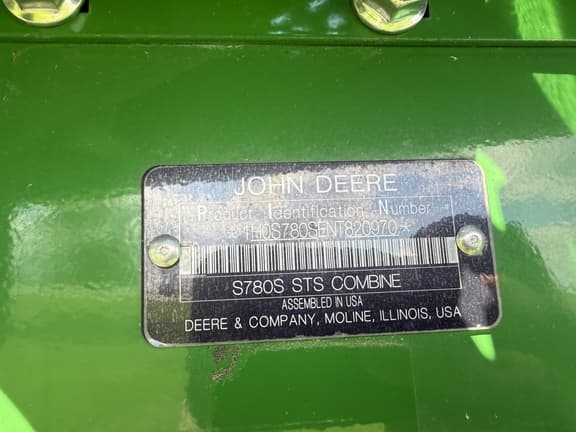 JOHN DEERE
Product Identification Number
*1H0S780SENT820970*
S780S STS COMBINE
ASSEMBLED IN USA
DEERE & COMPANY, MOLINE, ILLINOIS, USA